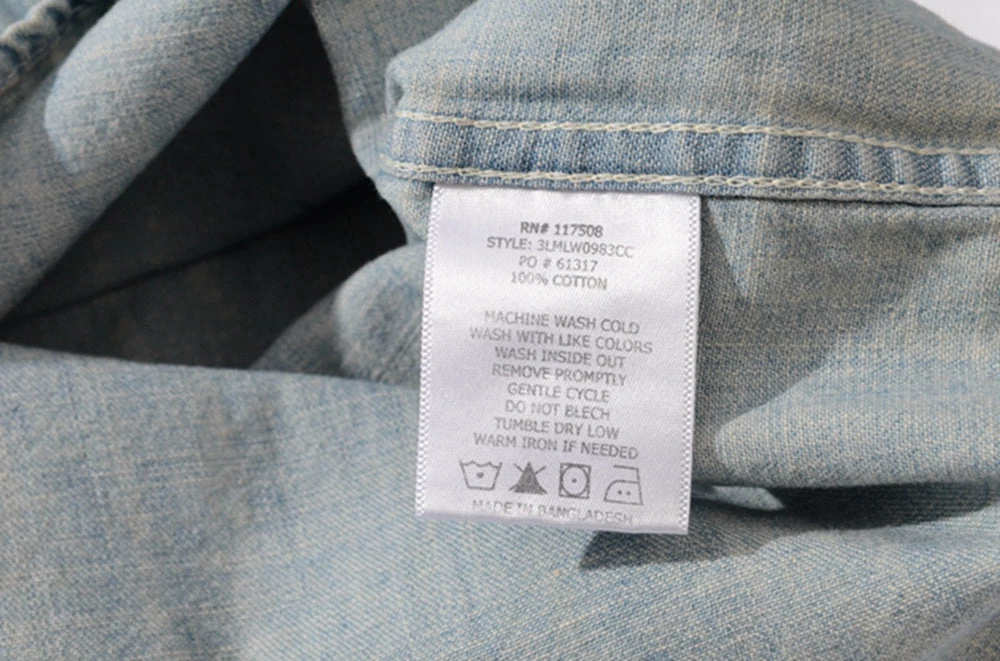 RN# 117508
STYLE: 3LMLW0983CC
PO # 61317
100% COTTON
MACHINE WASH COLD
WASH WITH LIKE COLORS
WASH INSIDE OUT
REMOVE PROMPTLY
GENTLE CYCLE
DO NOT BLECH
TUMBLE DRY LOW
WARM IRON IF NEEDED
MADE IN BANGLADESH